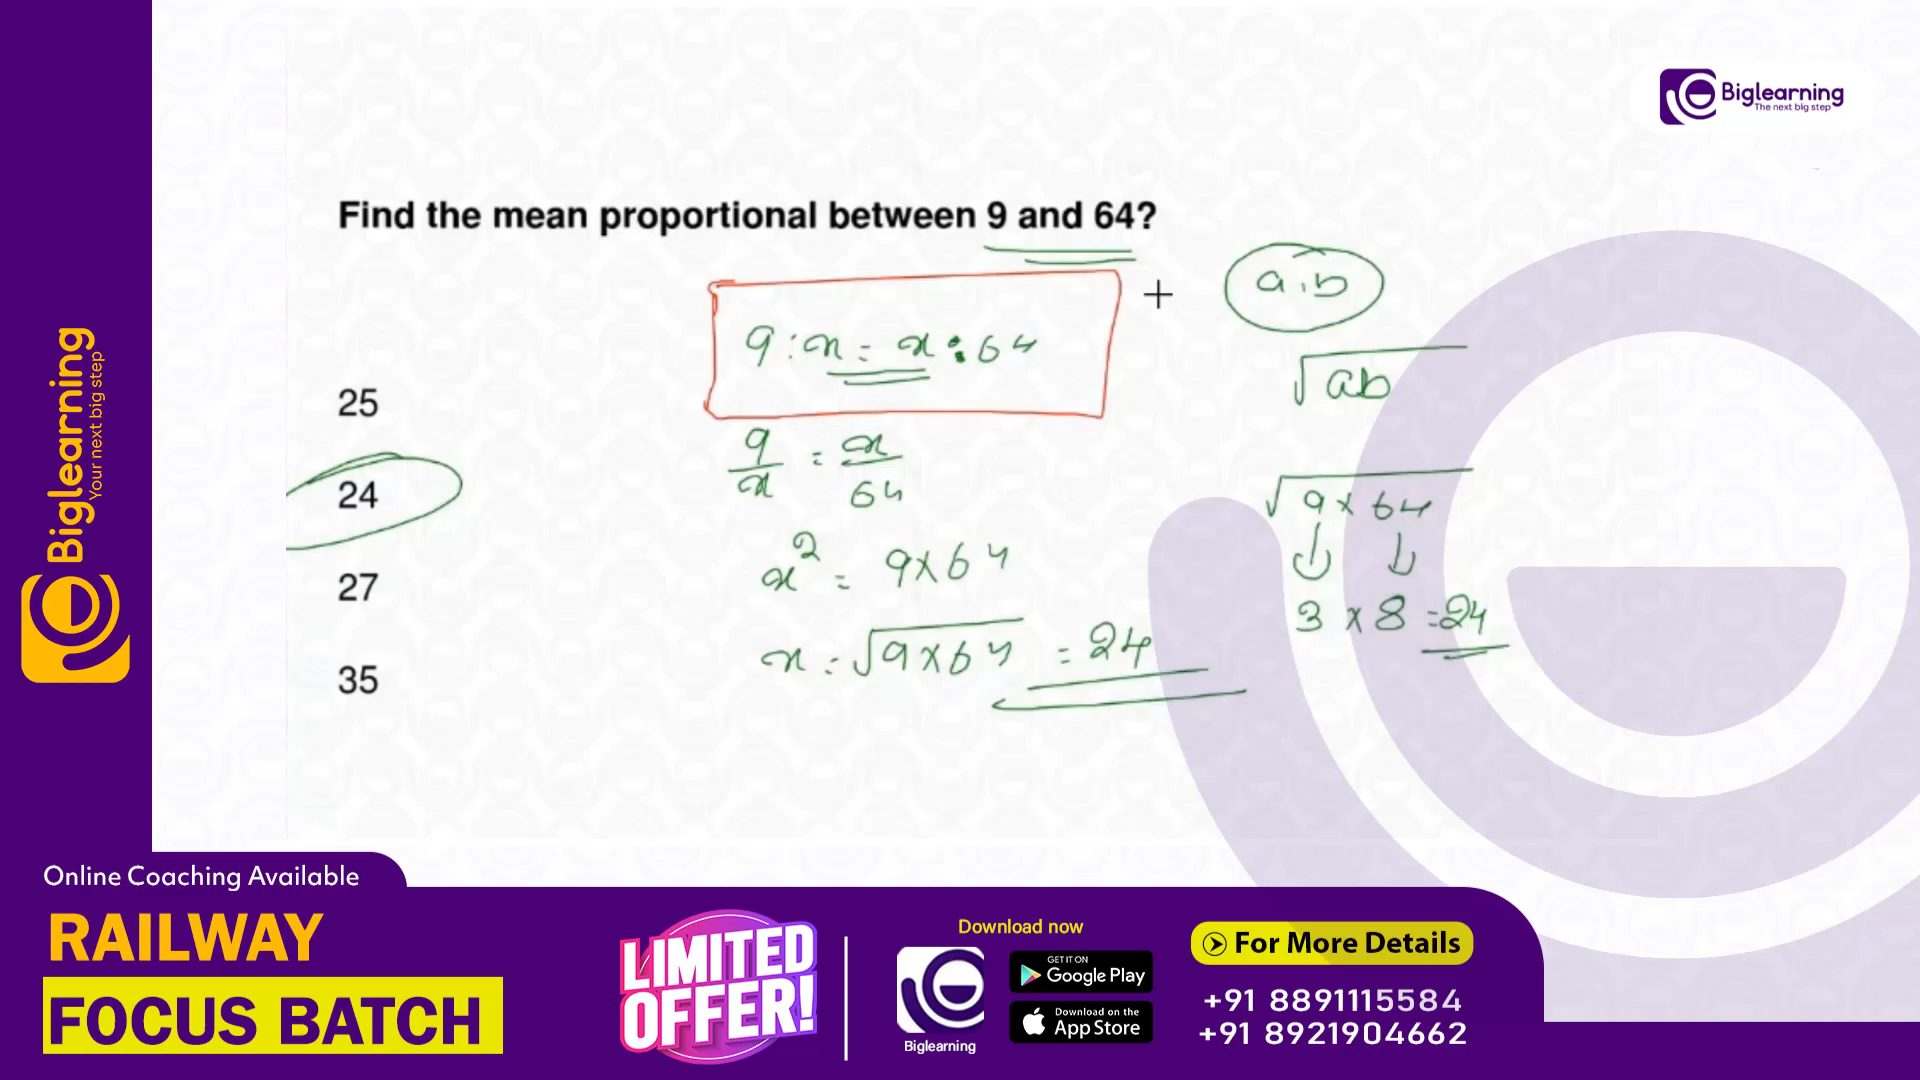 Biglearning
The next big step
Find the mean proportional between 9 and 64?
a:b
9 : x = x : 64
√ab
25
9/x = x/64
24
√9 × 64
x² = 9 × 64
27
3 × 8 = 24
x = √9 × 64 = 24
35
Biglearning
Your next big step
Online Coaching Available
RAILWAY
FOCUS BATCH
LIMITED
OFFER!
Download now
Biglearning
GET IT ON
Google Play
Download on the
App Store
For More Details
+91 8891115584
+91 8921904662